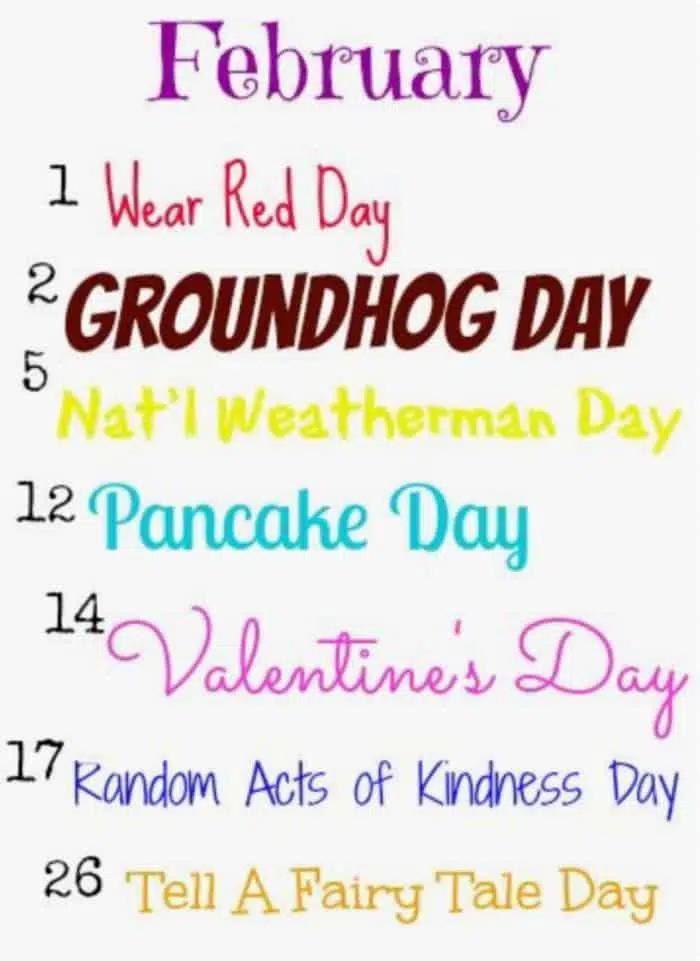 February
1 Wear Red Day
2 GROUNDHOG DAY
5 Nat'l Weatherman Day
12 Pancake Day
14 Valentine's Day
17 Random Acts of Kindness Day
26 Tell A Fairy Tale Day